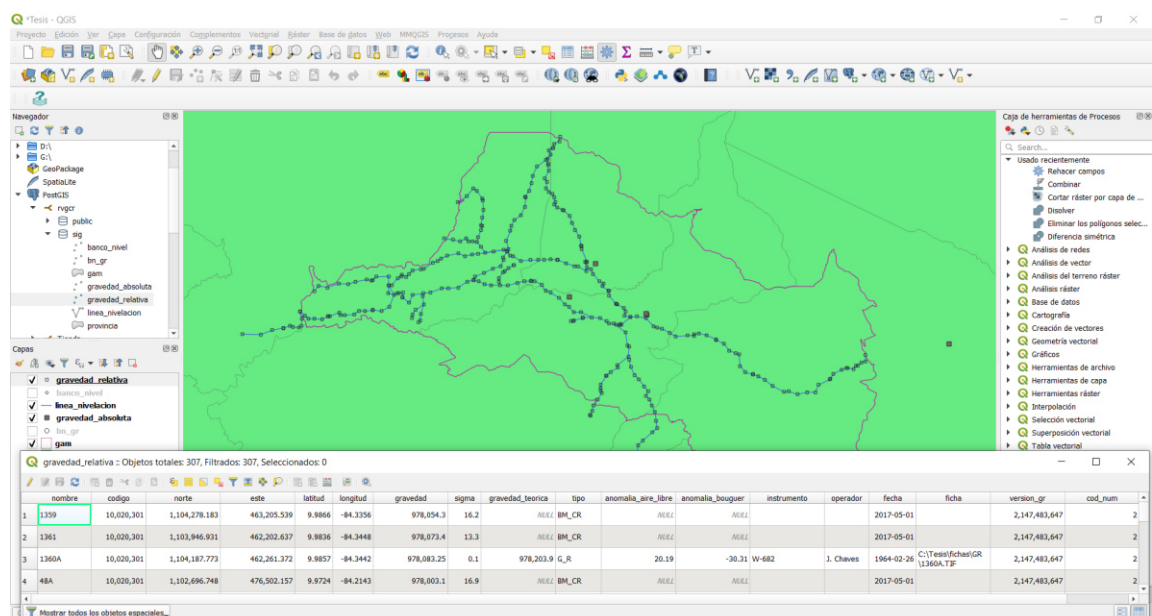 *Tesis - QGIS
Proyecto Edición Ver Capa Configuración Complementos Vectorial Ráster Base de datos Web MMQGIS Procesos Ayuda
Navegador
D:\
G:\
GeoPackage
SpatiaLite
PostGIS
rvgcr
public
sig
banco_nivel
bn_gr
gam
gravedad_absoluta
gravedad_relativa
linea_nivelacion
provincia
Capas
gravedad_relativa
banco_nivel
linea_nivelacion
gravedad_absoluta
bn_gr
gam
Caja de herramientas de Procesos
Search...
Usado recientemente
Rehacer campos
Combinar
Cortar ráster por capa de ...
Disolver
Eliminar los polígonos selec...
Diferencia simétrica
Análisis de redes
Análisis de vector
Análisis del terreno ráster
Análisis ráster
Base de datos
Cartografía
Creación de vectores
Geometría vectorial
Gráficos
Herramientas de archivo
Herramientas de capa
Herramientas ráster
Interpolación
Selección vectorial
Superposición vectorial
Tabla vectorial
gravedad_relativa :: Objetos totales: 307, Filtrados: 307, Seleccionados: 0
nombre codigo norte este latitud longitud gravedad sigma gravedad_teorica tipo anomalia_aire_libre anomalia_bouguer instrumento operador fecha ficha version_gr cod_num
1 1359 10,020,301 1,104,278.183 463,205.539 9.9866 -84.3356 978,054.3 16.2 NULL BM_CR NULL NULL 2017-05-01 2,147,483,647 2
2 1361 10,020,301 1,103,946.931 462,202.637 9.9836 -84.3448 978,073.4 13.3 NULL BM_CR NULL NULL 2017-05-01 2,147,483,647 2
3 1360A 10,020,301 1,104,187.773 462,261.372 9.9857 -84.3442 978,083.25 0.1 978,203.9 G_R 20.19 -30.31 W-682 J. Chaves 1964-02-26 C:\Tesis\fichas\GR
\1360A.TIF 2,147,483,647 2
4 48A 10,020,301 1,102,696.748 476,502.157 9.9724 -84.2143 978,003.1 16.9 NULL BM_CR NULL NULL 2017-05-01 2,147,483,647 2
Mostrar todos los objetos espaciales